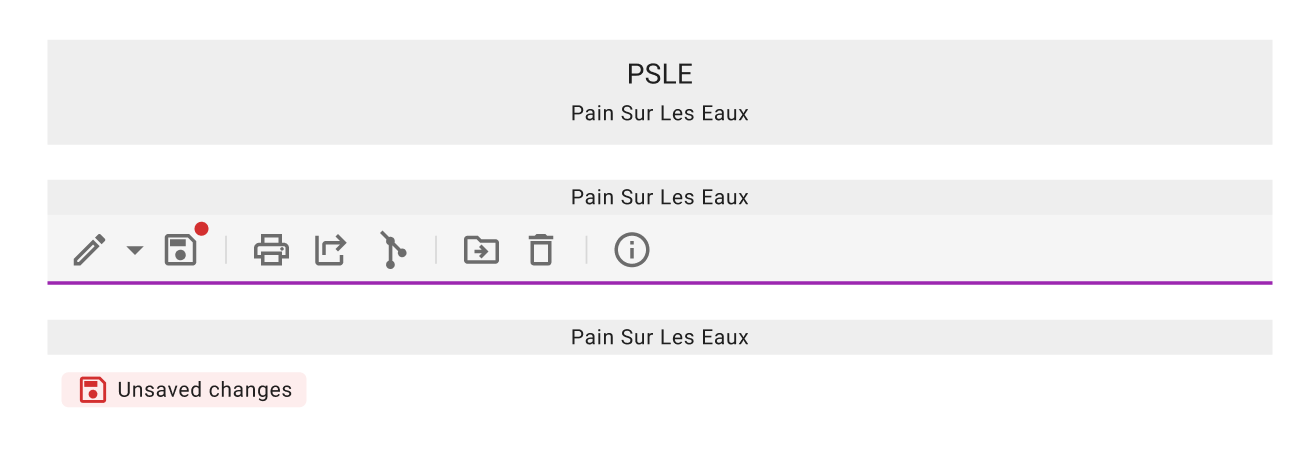 PSLE
Pain Sur Les Eaux
Pain Sur Les Eaux
Pain Sur Les Eaux
Unsaved changes